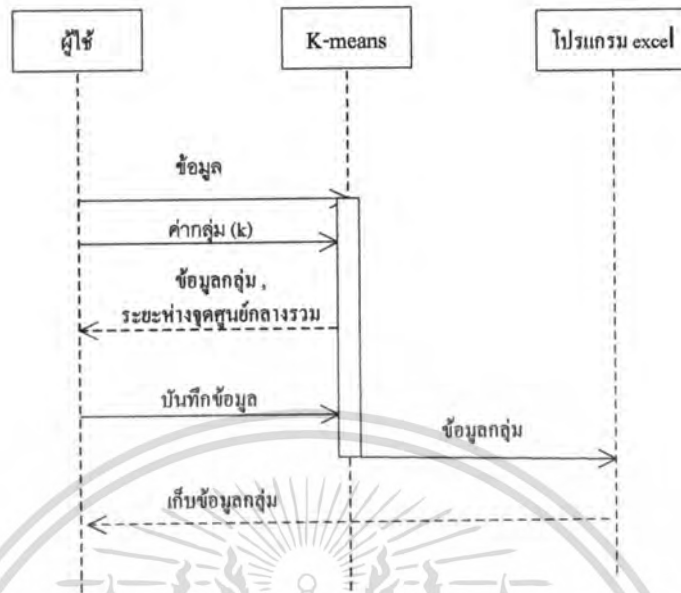 ผู้ใช้
K-means
โปรแกรม excel
ข้อมูล
ค่ากลุ่ม (k)
ข้อมูลกลุ่ม ,
ระยะห่างจุดศูนย์กลางรวม
บันทึกข้อมูล
ข้อมูลกลุ่ม
เก็บข้อมูลกลุ่ม